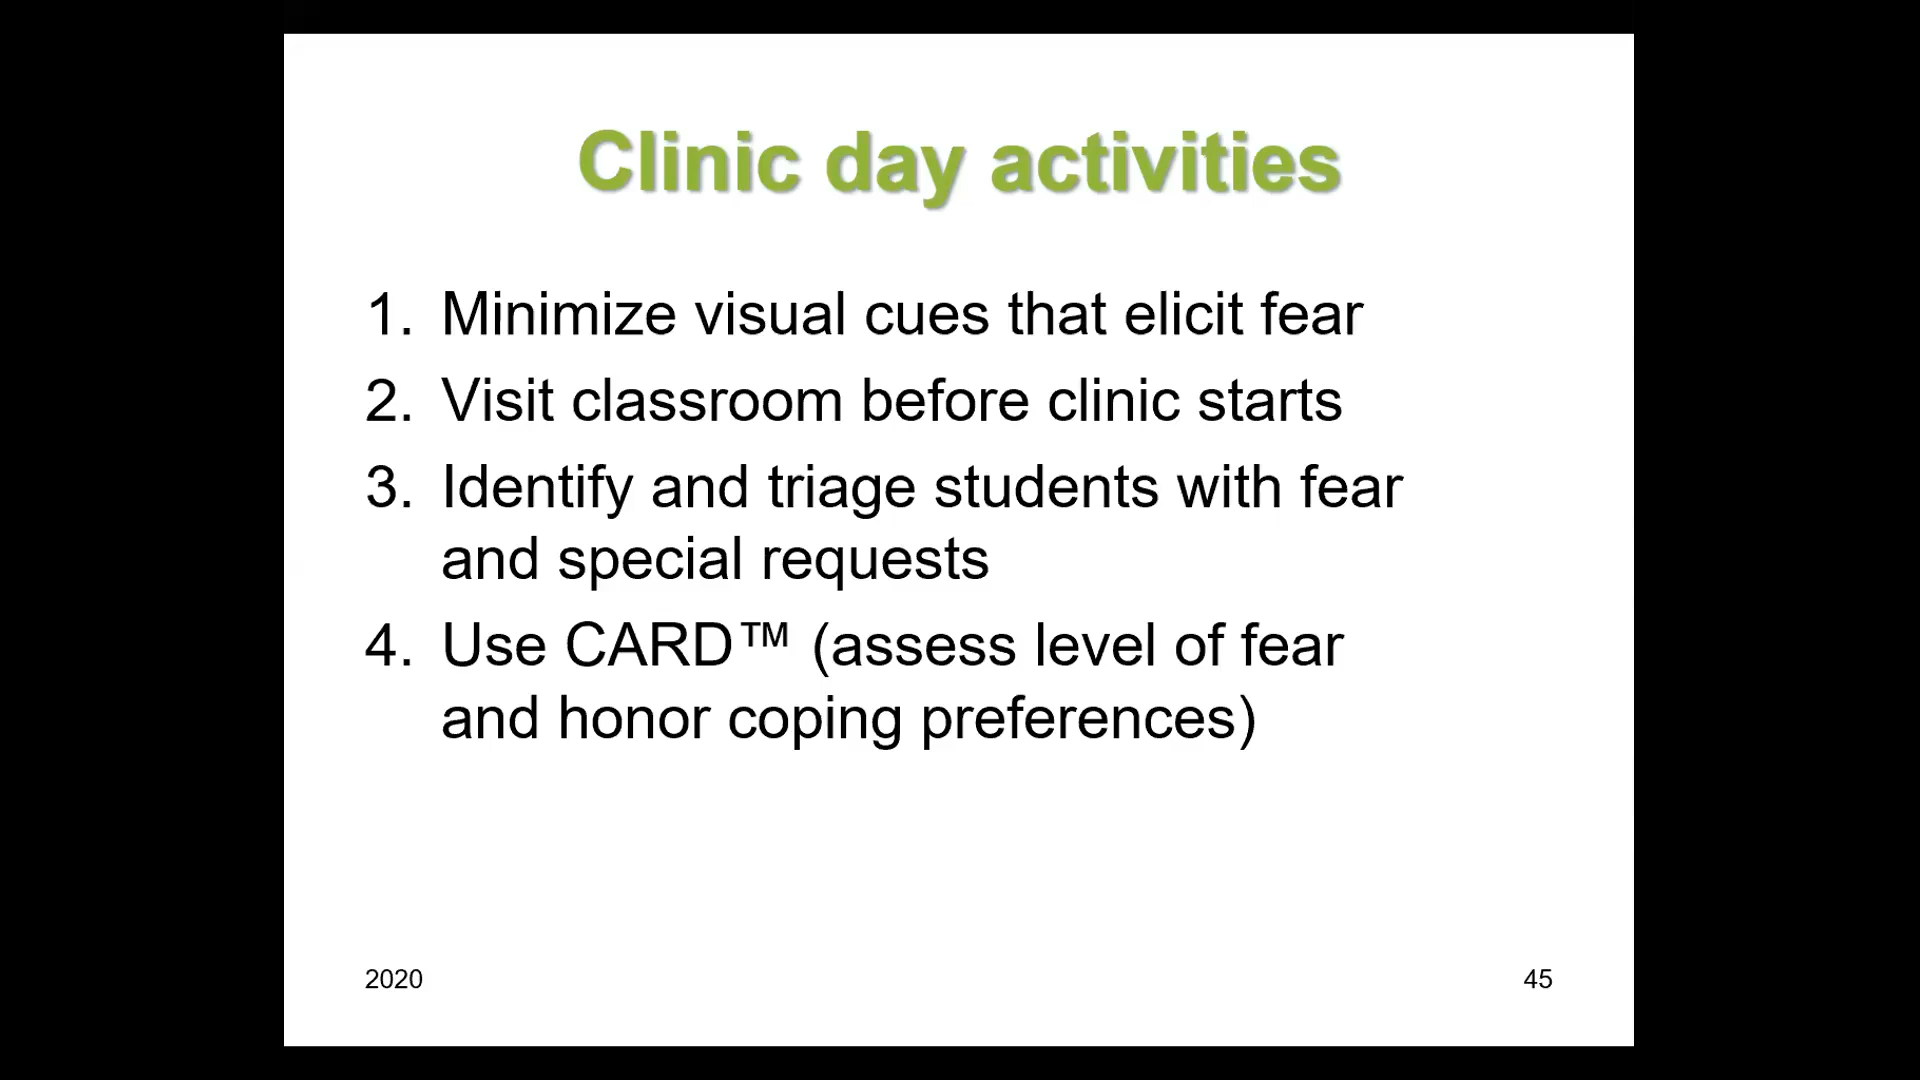 Clinic day activities
1. Minimize visual cues that elicit fear
2. Visit classroom before clinic starts
3. Identify and triage students with fear
and special requests
4. Use CARD™ (assess level of fear
and honor coping preferences)
2020
45